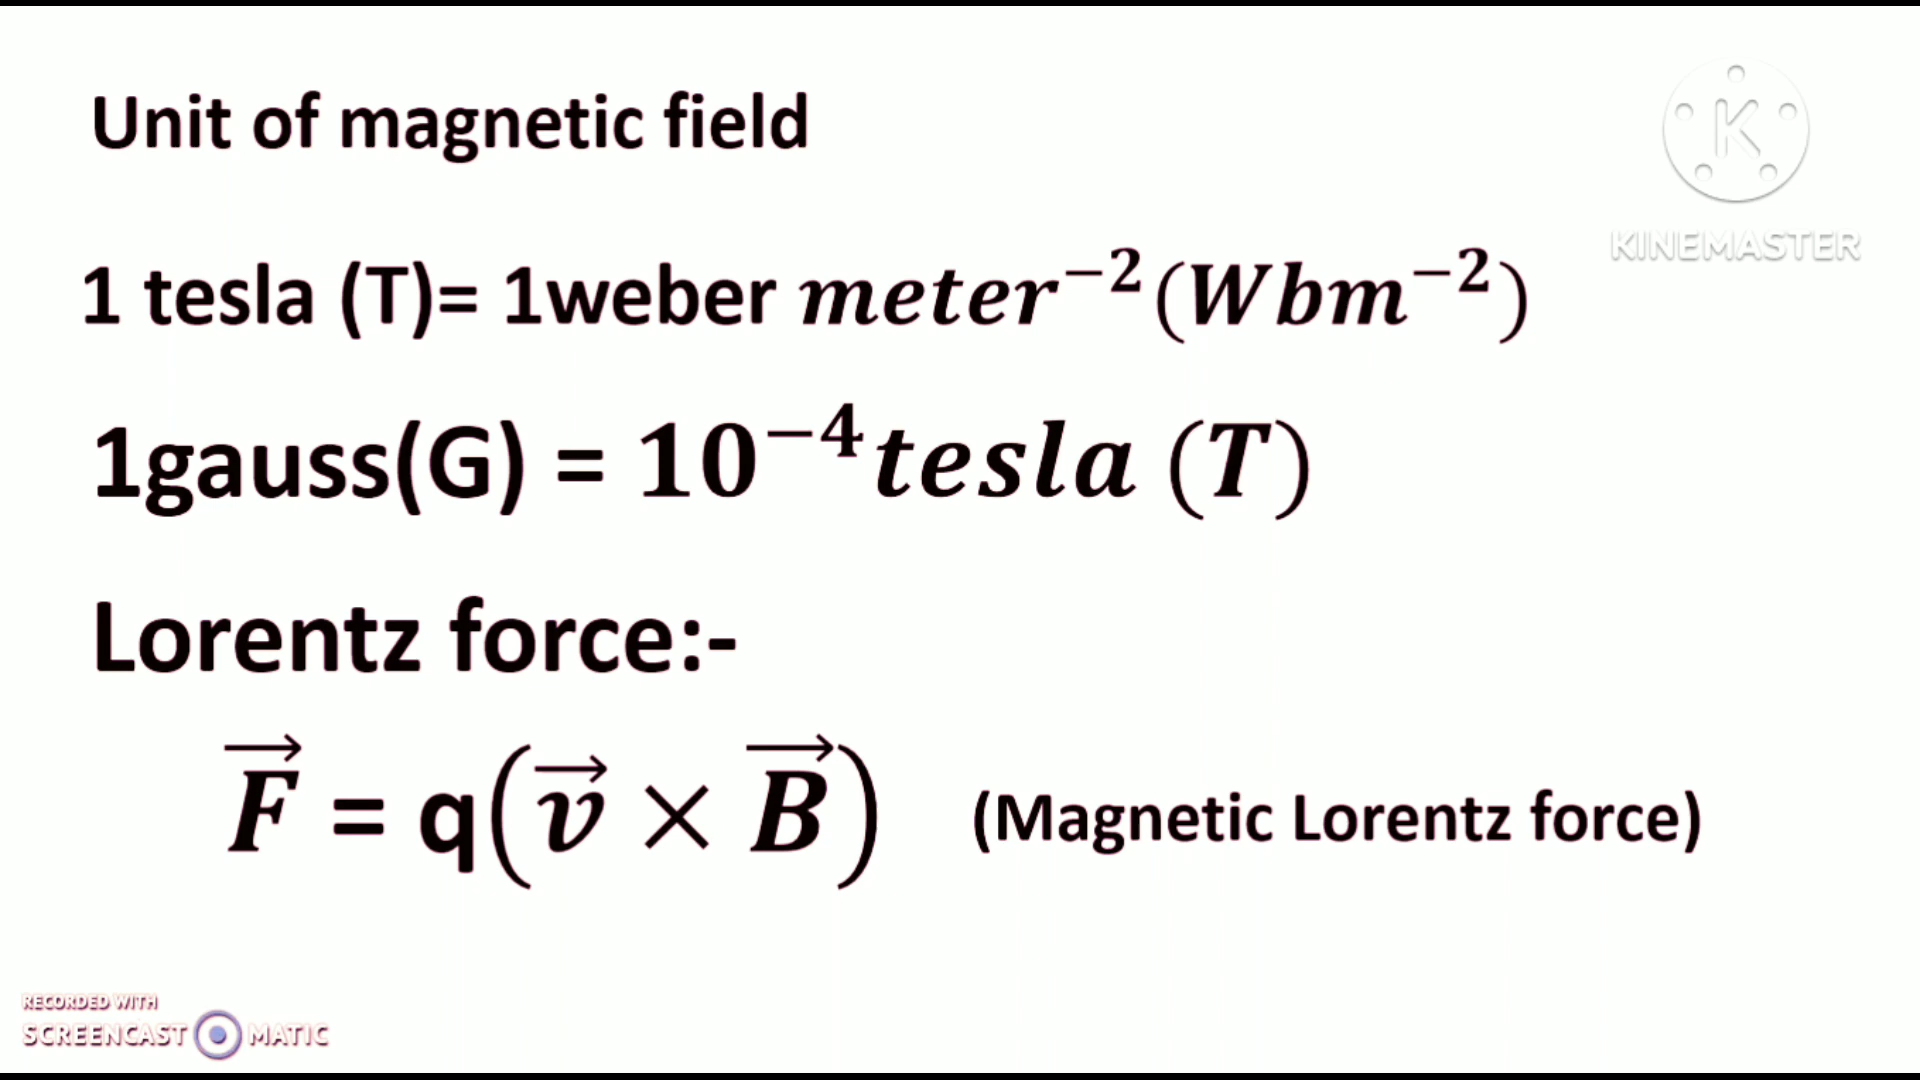 Unit of magnetic field
KINEMASTER
1 tesla (T)= 1weber meter⁻²(Wbm⁻²)
1gauss(G) = 10⁻⁴tesla (T)
Lorentz force:-
F⃗ = q(v⃗ × B⃗) (Magnetic Lorentz force)
RECORDED WITH
SCREENCAST MATIC